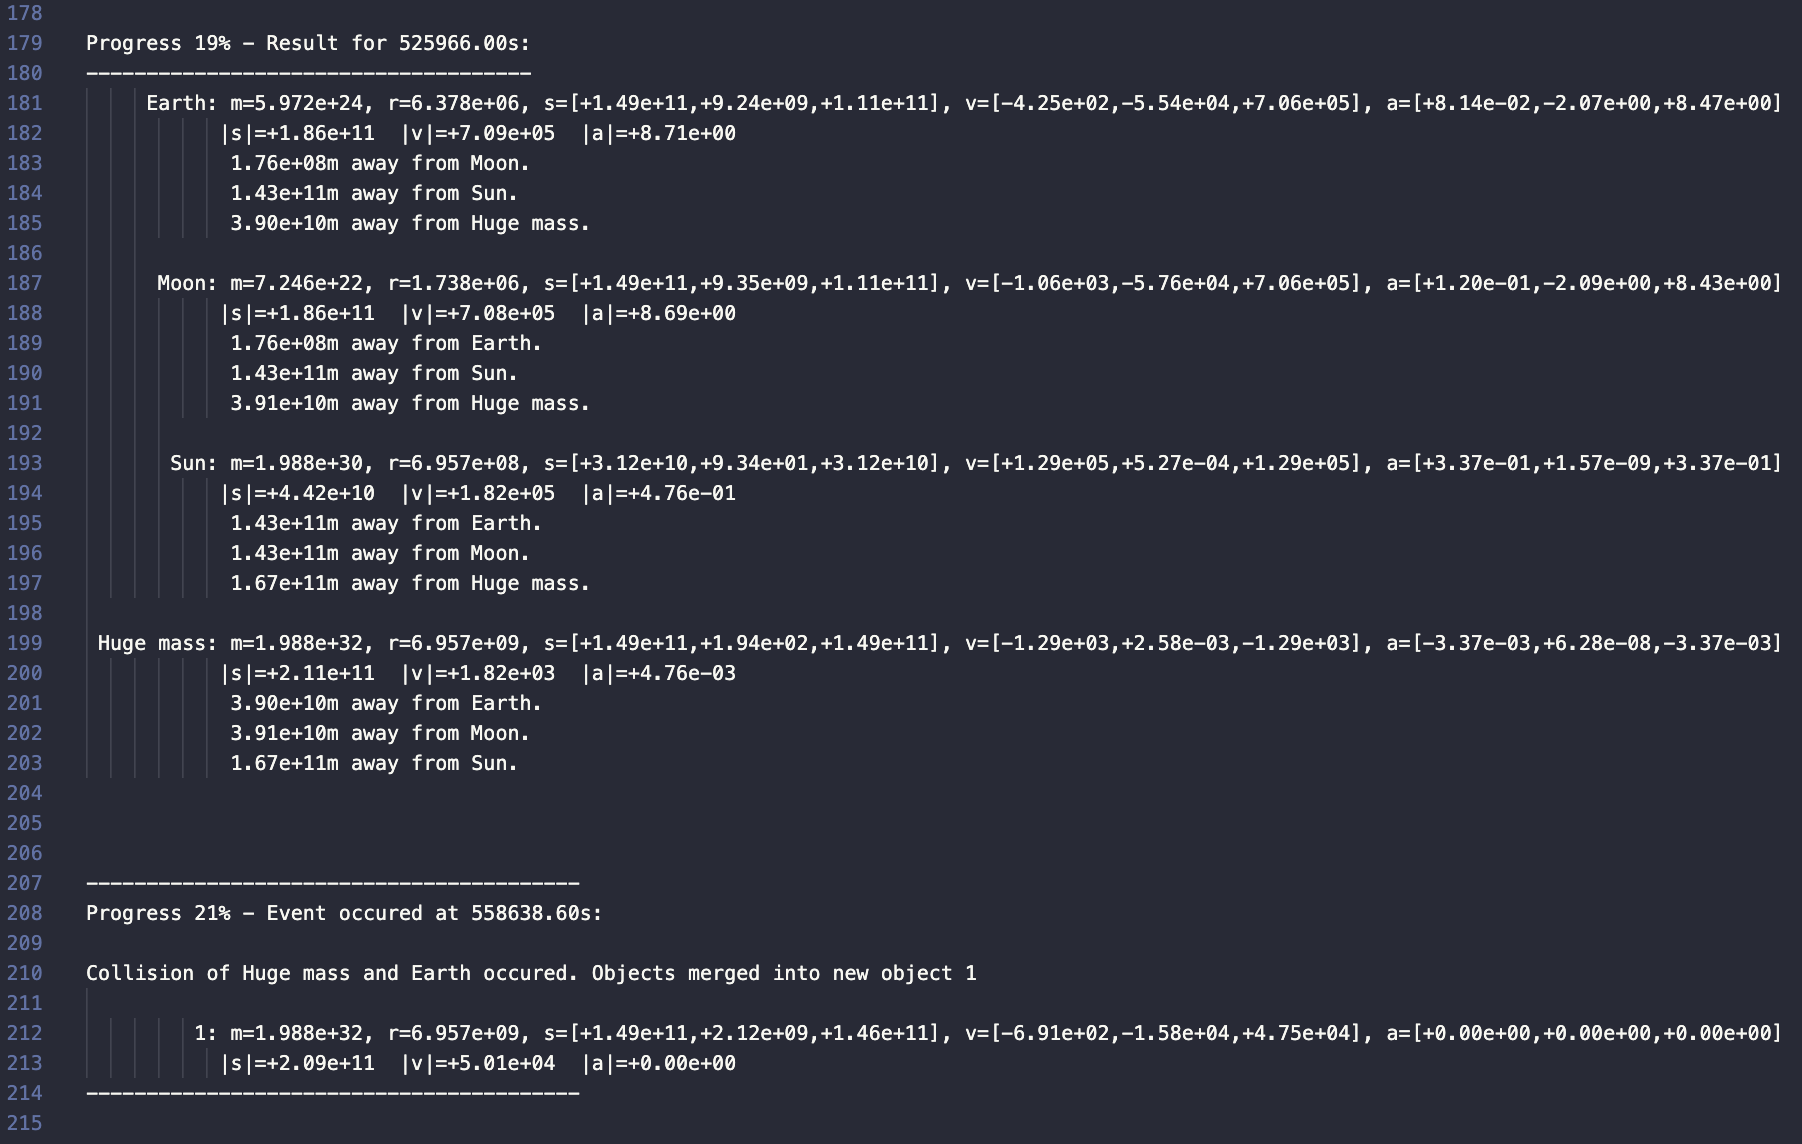 178
179 Progress 19% - Result for 525966.00s:
180 -------------------------------------
181 Earth: m=5.972e+24, r=6.378e+06, s=[+1.49e+11,+9.24e+09,+1.11e+11], v=[-4.25e+02,-5.54e+04,+7.06e+05], a=[+8.14e-02,-2.07e+00,+8.47e+00]
182 |s|=+1.86e+11  |v|=+7.09e+05  |a|=+8.71e+00
183 1.76e+08m away from Moon.
184 1.43e+11m away from Sun.
185 3.90e+10m away from Huge mass.
186
187 Moon: m=7.246e+22, r=1.738e+06, s=[+1.49e+11,+9.35e+09,+1.11e+11], v=[-1.06e+03,-5.76e+04,+7.06e+05], a=[+1.20e-01,-2.09e+00,+8.43e+00]
188 |s|=+1.86e+11  |v|=+7.08e+05  |a|=+8.69e+00
189 1.76e+08m away from Earth.
190 1.43e+11m away from Sun.
191 3.91e+10m away from Huge mass.
192
193 Sun: m=1.988e+30, r=6.957e+08, s=[+3.12e+10,+9.34e+01,+3.12e+10], v=[+1.29e+05,+5.27e-04,+1.29e+05], a=[+3.37e-01,+1.57e-09,+3.37e-01]
194 |s|=+4.42e+10  |v|=+1.82e+05  |a|=+4.76e-01
195 1.43e+11m away from Earth.
196 1.43e+11m away from Moon.
197 1.67e+11m away from Huge mass.
198
199 Huge mass: m=1.988e+32, r=6.957e+09, s=[+1.49e+11,+1.94e+02,+1.49e+11], v=[-1.29e+03,+2.58e-03,-1.29e+03], a=[-3.37e-03,+6.28e-08,-3.37e-03]
200 |s|=+2.11e+11  |v|=+1.82e+03  |a|=+4.76e-03
201 3.90e+10m away from Earth.
202 3.91e+10m away from Moon.
203 1.67e+11m away from Sun.
204
205
206
207 -----------------------------------------
208 Progress 21% - Event occured at 558638.60s:
209
210 Collision of Huge mass and Earth occured. Objects merged into new object 1
211
212 1: m=1.988e+32, r=6.957e+09, s=[+1.49e+11,+2.12e+09,+1.46e+11], v=[-6.91e+02,-1.58e+04,+4.75e+04], a=[+0.00e+00,+0.00e+00,+0.00e+00]
213 |s|=+2.09e+11  |v|=+5.01e+04  |a|=+0.00e+00
214 -----------------------------------------
215